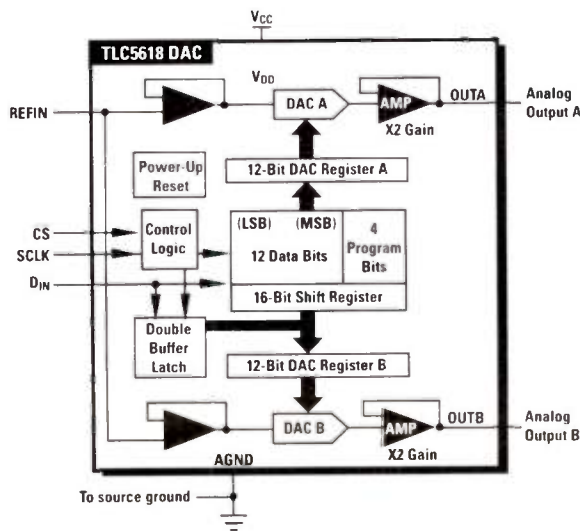 VCC
TLC5618 DAC
VDD
DAC A
AMP
X2 Gain
OUTA
Analog
Output A
REFIN
Power-Up
Reset
12-Bit DAC Register A
CS
SCLK
DIN
Control
Logic
(LSB) (MSB)
12 Data Bits
4
Program
Bits
16-Bit Shift Register
Double
Buffer
Latch
12-Bit DAC Register B
DAC B
AMP
X2 Gain
OUTB
Analog
Output B
AGND
To source ground